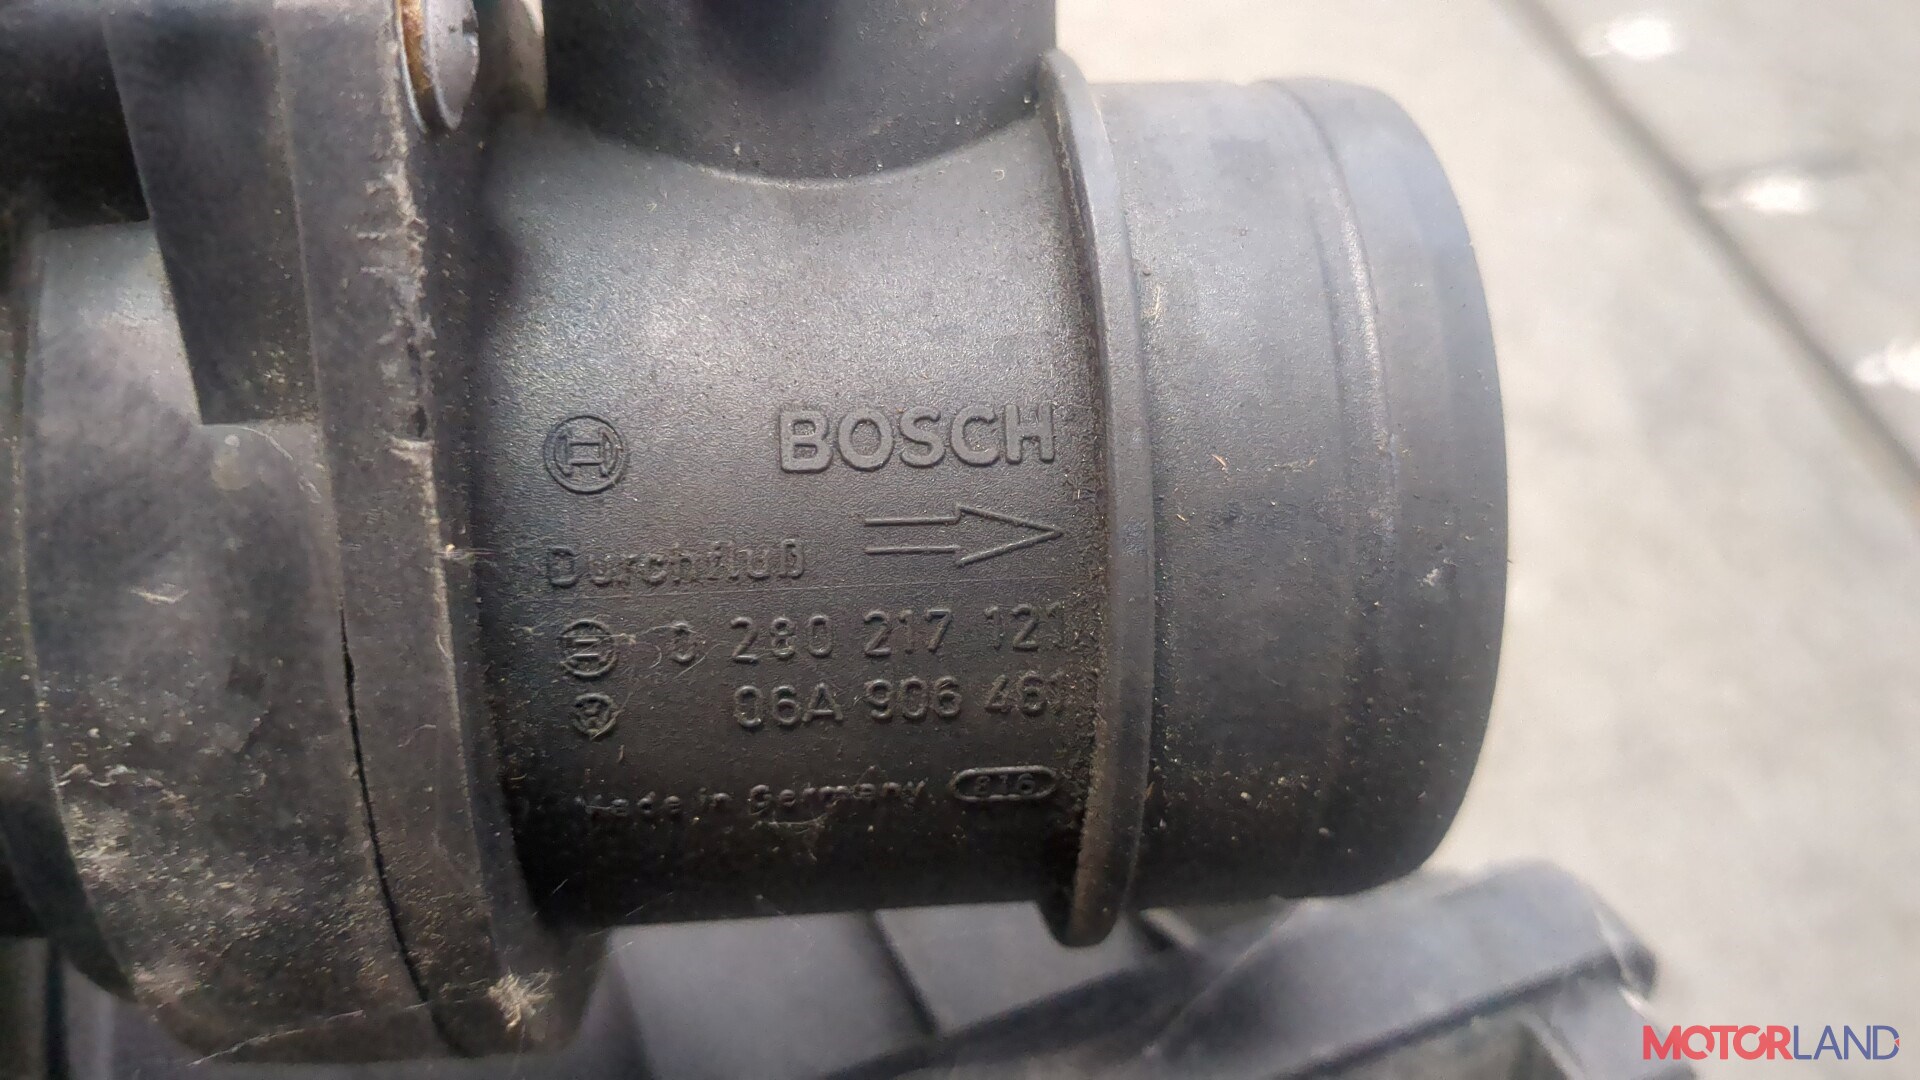 BOSCH
Durchfluß
0 280 217 121
06A 906 461
Made in Germany 816
MOTORLAND